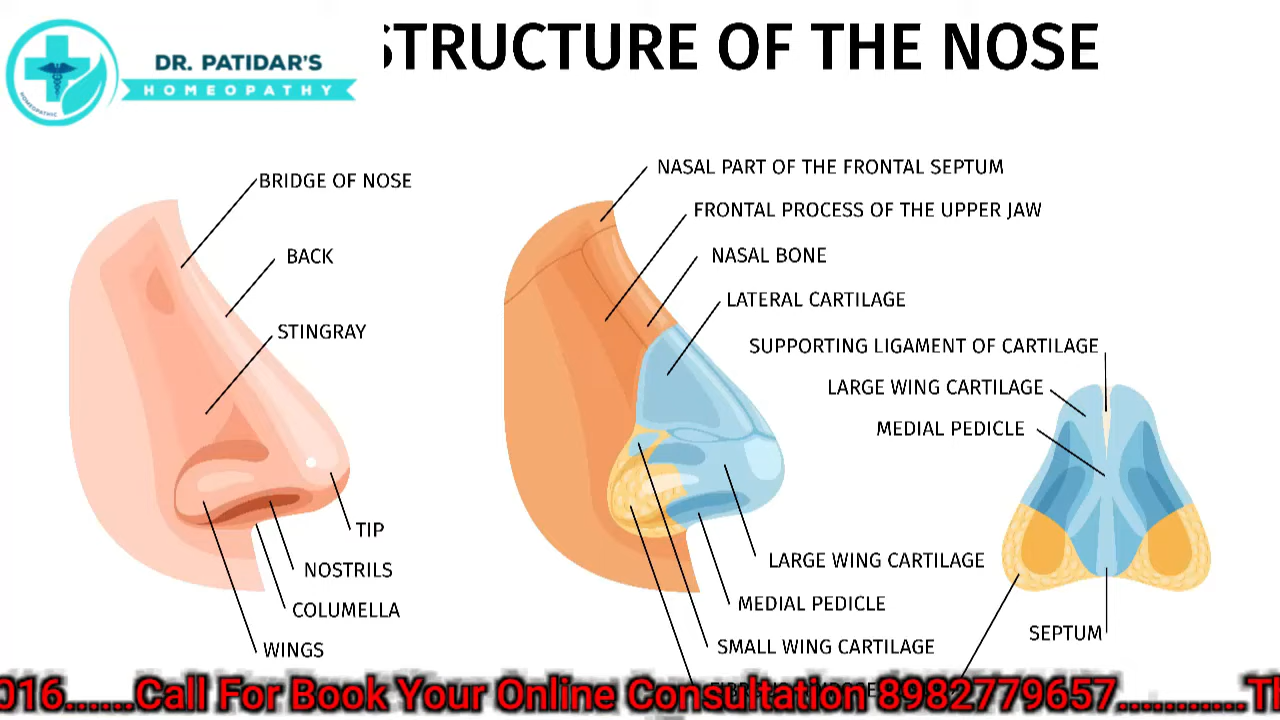 STRUCTURE OF THE NOSE
DR. PATIDAR'S
HOMEOPATHY
HOMEOPATHIC
BRIDGE OF NOSE
BACK
STINGRAY
TIP
NOSTRILS
COLUMELLA
WINGS
NASAL PART OF THE FRONTAL SEPTUM
FRONTAL PROCESS OF THE UPPER JAW
NASAL BONE
LATERAL CARTILAGE
LARGE WING CARTILAGE
MEDIAL PEDICLE
SMALL WING CARTILAGE
SUPPORTING LIGAMENT OF CARTILAGE
LARGE WING CARTILAGE
MEDIAL PEDICLE
SEPTUM
016......Call For Book Your Online Consultation 8982779657...........Th